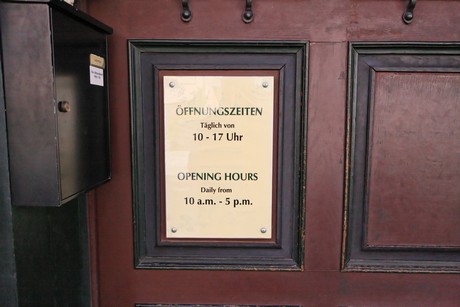 ÖFFNUNGSZEITEN
Täglich von
10 - 17 Uhr
OPENING HOURS
Daily from
10 a.m. - 5 p.m.